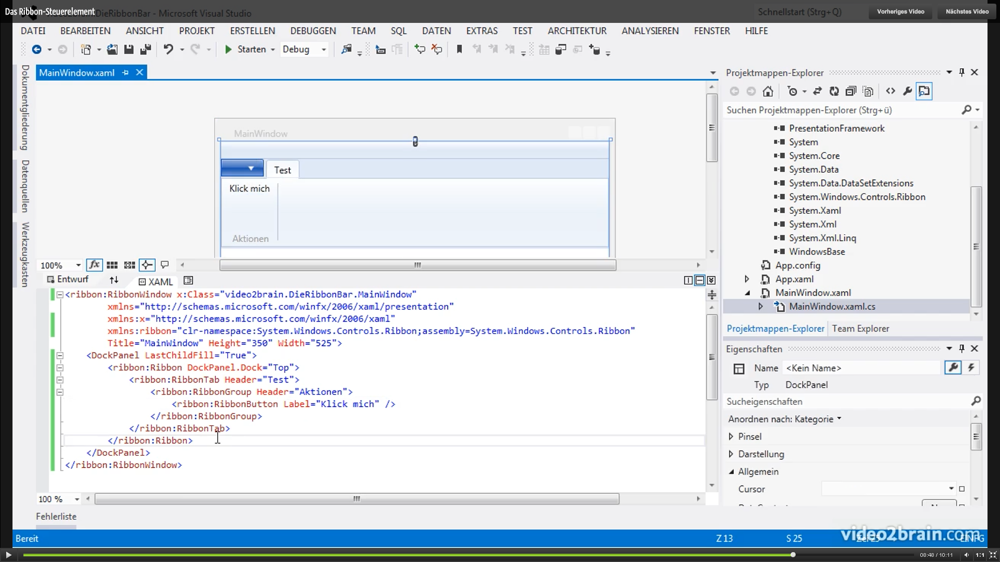 Das Ribbon-Steuerelement
DieRibbonBar - Microsoft Visual Studio
Schnellstart (Strg+Q)
Vorheriges Video
Nächstes Video
DATEI BEARBEITEN ANSICHT PROJEKT ERSTELLEN DEBUGGEN TEAM SQL DATEN EXTRAS TEST ARCHITEKTUR ANALYSIEREN FENSTER HILFE
Starten Debug
Dokumentgliederung
Datenquellen
Werkzeugkasten
MainWindow.xaml
MainWindow
Test
Klick mich
Aktionen
100%
Entwurf
XAML
<ribbon:RibbonWindow x:Class="video2brain.DieRibbonBar.MainWindow"
xmlns="http://schemas.microsoft.com/winfx/2006/xaml/presentation"
xmlns:x="http://schemas.microsoft.com/winfx/2006/xaml"
xmlns:ribbon="clr-namespace:System.Windows.Controls.Ribbon;assembly=System.Windows.Controls.Ribbon"
Title="MainWindow" Height="350" Width="525">
<DockPanel LastChildFill="True">
<ribbon:Ribbon DockPanel.Dock="Top">
<ribbon:RibbonTab Header="Test">
<ribbon:RibbonGroup Header="Aktionen">
<ribbon:RibbonButton Label="Klick mich" />
</ribbon:RibbonGroup>
</ribbon:RibbonTab>
</ribbon:Ribbon>
</DockPanel>
</ribbon:RibbonWindow>
100 %
Fehlerliste
Projektmappen-Explorer
Suchen Projektmappen-Explorer (Strg+ü)
PresentationFramework
System
System.Core
System.Data
System.Data.DataSetExtensions
System.Windows.Controls.Ribbon
System.Xaml
System.Xml
System.Xml.Linq
WindowsBase
App.config
App.xaml
MainWindow.xaml
MainWindow.xaml.cs
Projektmappen-Explorer Team Explorer
Eigenschaften
Name <Kein Name>
Typ DockPanel
Sucheigenschaften
Anordnen nach: Kategorie
Pinsel
Darstellung
Allgemein
Cursor
Bereit
Z 13
S 25
video2brain.com
08:48 / 10:11
1:1